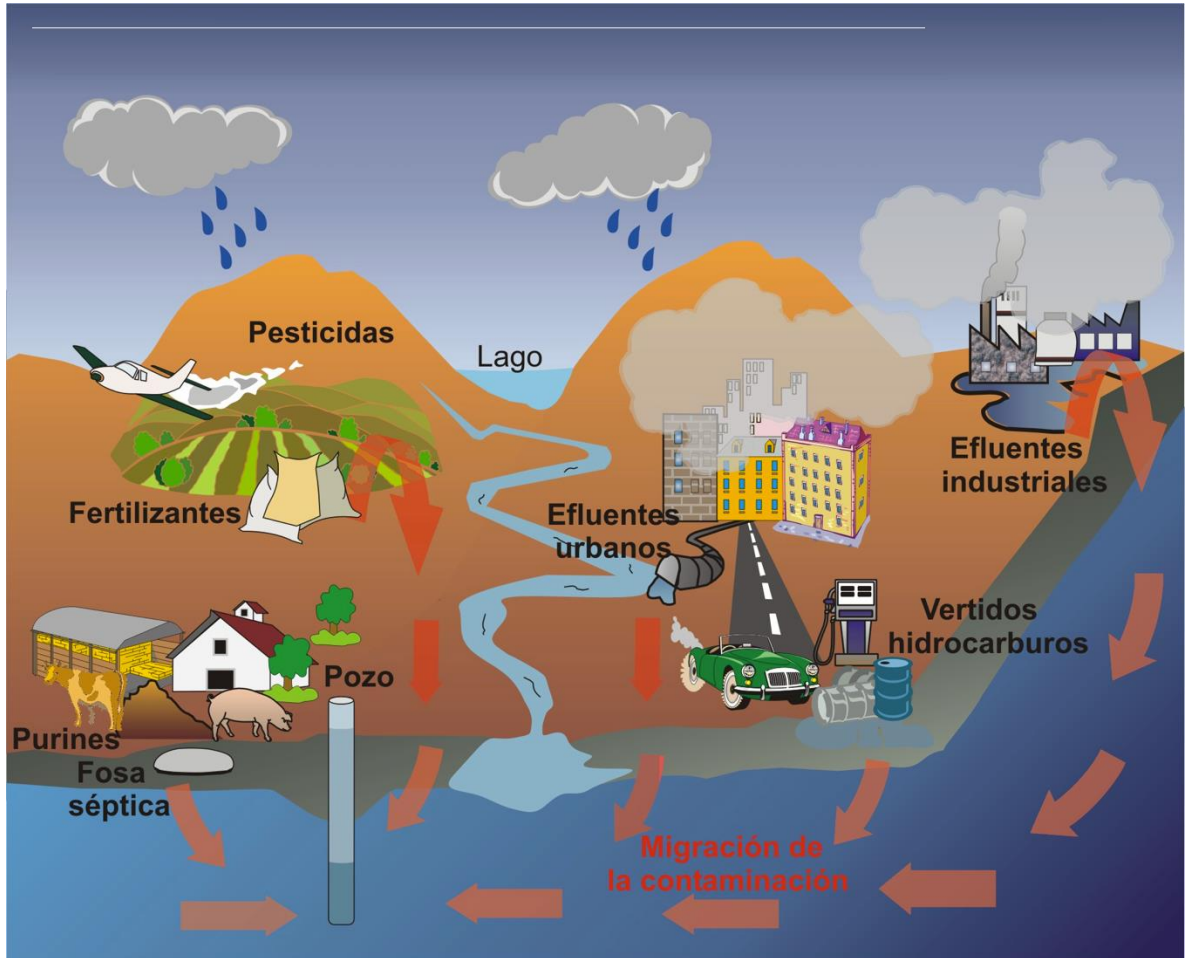 Pesticidas
Lago
Fertilizantes
Efluentes
urbanos
Efluentes
industriales
Vertidos
hidrocarburos
Pozo
Purines
Fosa
séptica
Migración de
la contaminación